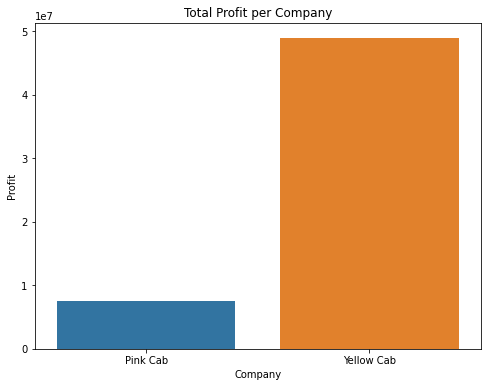 Total Profit per Company
1e7
5
4
3
2
1
0
Profit
Pink Cab
Yellow Cab
Company